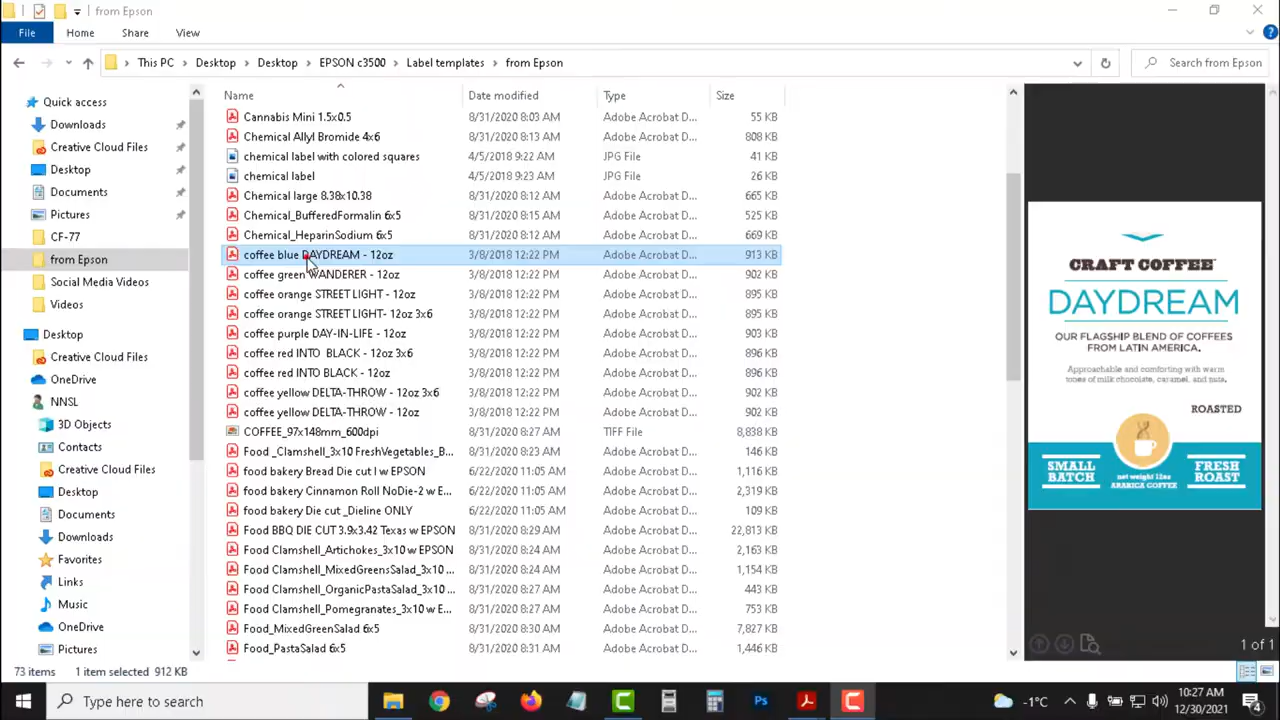 from Epson
File Home Share View
This PC > Desktop > Desktop > EPSON c3500 > Label templates > from Epson
Search from Epson
Name Date modified Type Size
Quick access
Downloads
Creative Cloud Files
Desktop
Documents
Pictures
CF-77
from Epson
Social Media Videos
Videos
Desktop
Creative Cloud Files
OneDrive
NNSL
3D Objects
Contacts
Creative Cloud Files
Desktop
Documents
Downloads
Favorites
Links
Music
OneDrive
Pictures
Cannabis Mini 1.5x0.5 8/31/2020 8:03 AM Adobe Acrobat D... 55 KB
Chemical Allyl Bromide 4x6 8/31/2020 8:13 AM Adobe Acrobat D... 808 KB
chemical label with colored squares 4/5/2018 9:22 AM JPG File 41 KB
chemical label 4/5/2018 9:23 AM JPG File 26 KB
Chemical large 8.38x10.38 8/31/2020 8:12 AM Adobe Acrobat D... 665 KB
Chemical_BufferedFormalin 6x5 8/31/2020 8:15 AM Adobe Acrobat D... 525 KB
Chemical_HeparinSodium 6x5 8/31/2020 8:12 AM Adobe Acrobat D... 669 KB
coffee blue DAYDREAM - 12oz 3/8/2018 12:22 PM Adobe Acrobat D... 913 KB
coffee green WANDERER - 12oz 3/8/2018 12:22 PM Adobe Acrobat D... 902 KB
coffee orange STREET LIGHT - 12oz 3/8/2018 12:22 PM Adobe Acrobat D... 895 KB
coffee orange STREET LIGHT- 12oz 3x6 3/8/2018 12:22 PM Adobe Acrobat D... 895 KB
coffee purple DAY-IN-LIFE - 12oz 3/8/2018 12:22 PM Adobe Acrobat D... 903 KB
coffee red INTO  BLACK - 12oz 3x6 3/8/2018 12:22 PM Adobe Acrobat D... 896 KB
coffee red INTO BLACK - 12oz 3/8/2018 12:22 PM Adobe Acrobat D... 896 KB
coffee yellow DELTA-THROW - 12oz 3x6 3/8/2018 12:22 PM Adobe Acrobat D... 902 KB
coffee yellow DELTA-THROW - 12oz 3/8/2018 12:22 PM Adobe Acrobat D... 902 KB
COFFEE_97x148mm_600dpi 8/31/2020 8:27 AM TIFF File 8,838 KB
Food _Clamshell_3x10 FreshVegetables_B... 8/31/2020 8:23 AM Adobe Acrobat D... 146 KB
food bakery Bread Die cut I w EPSON 6/22/2020 11:05 AM Adobe Acrobat D... 1,116 KB
food bakery Cinnamon Roll NoDie-2 w E... 6/22/2020 11:05 AM Adobe Acrobat D... 2,319 KB
food bakery Die cut _Dieline ONLY 6/22/2020 11:05 AM Adobe Acrobat D... 109 KB
Food BBQ DIE CUT 3.9x3.42 Texas w EPSON 8/31/2020 8:29 AM Adobe Acrobat D... 22,813 KB
Food Clamshell_Artichokes_3x10 w EPSON 8/31/2020 8:24 AM Adobe Acrobat D... 2,163 KB
Food Clamshell_MixedGreensSalad_3x10 ... 8/31/2020 8:24 AM Adobe Acrobat D... 1,154 KB
Food Clamshell_OrganicPastaSalad_3x10 ... 8/31/2020 8:27 AM Adobe Acrobat D... 443 KB
Food Clamshell_Pomegranates_3x10 w E... 8/31/2020 8:27 AM Adobe Acrobat D... 753 KB
Food_MixedGreenSalad 6x5 8/31/2020 8:30 AM Adobe Acrobat D... 7,827 KB
Food_PastaSalad 6x5 8/31/2020 8:31 AM Adobe Acrobat D... 1,446 KB
CRAFT COFFEE
DAYDREAM
OUR FLAGSHIP BLEND OF COFFEES
FROM LATIN AMERICA.
Approachable and comforting with warm
tones of milk chocolate, caramel, and nuts.
ROASTED
SMALL
BATCH
net weight 12oz
ARABICA COFFEE
FRESH
ROAST
1 of 1
73 items 1 item selected 912 KB
Type here to search
Ps
-1°C
10:27 AM
12/30/2021
4